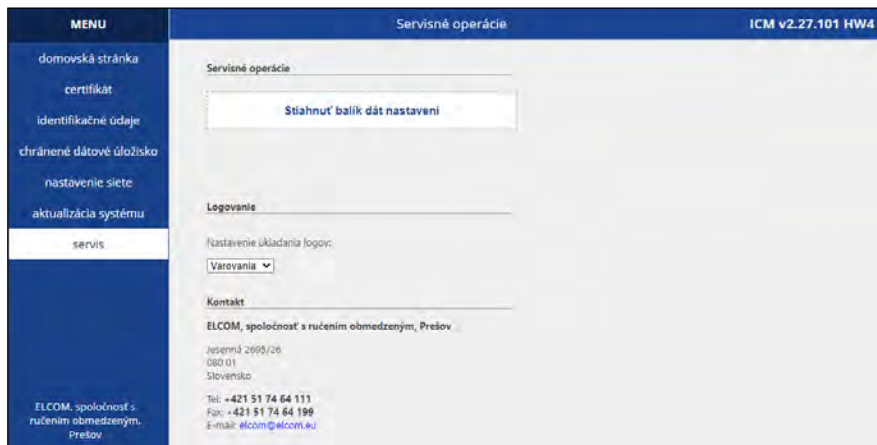 MENU
Servisné operácie
ICM v2.27.101 HW4
domovská stránka
certifikát
identifikačné údaje
chránené dátové úložisko
nastavenie siete
aktualizácia systému
servis
ELCOM, spoločnosť s
ručením obmedzeným,
Prešov
Servisné operácie
Stiahnuť balík dát nastavení
Logovanie
Nastavenie ukladania logov:
Varovania
Kontakt
ELCOM, spoločnosť s ručením obmedzeným, Prešov
Jesenná 2695/26
080 01
Slovensko
Tel: +421 51 74 64 111
Fax: +421 51 74 64 199
E-mail: elcom@elcom.eu